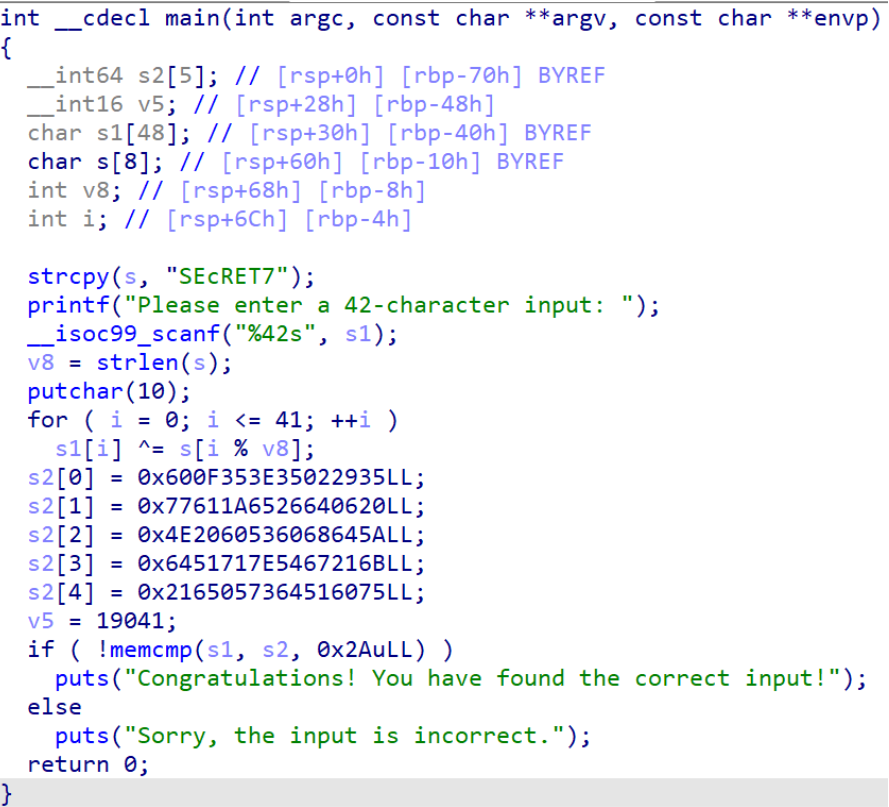 int __cdecl main(int argc, const char **argv, const char **envp)
{
  __int64 s2[5]; // [rsp+0h] [rbp-70h] BYREF
  __int16 v5; // [rsp+28h] [rbp-48h]
  char s1[48]; // [rsp+30h] [rbp-40h] BYREF
  char s[8]; // [rsp+60h] [rbp-10h] BYREF
  int v8; // [rsp+68h] [rbp-8h]
  int i; // [rsp+6Ch] [rbp-4h]

  strcpy(s, "SEcRET7");
  printf("Please enter a 42-character input: ");
  __isoc99_scanf("%42s", s1);
  v8 = strlen(s);
  putchar(10);
  for ( i = 0; i <= 41; ++i )
    s1[i] ^= s[i % v8];
  s2[0] = 0x600F353E35022935LL;
  s2[1] = 0x77611A6526640620LL;
  s2[2] = 0x4E2060536068645ALL;
  s2[3] = 0x6451717E5467216BLL;
  s2[4] = 0x2165057364516075LL;
  v5 = 19041;
  if ( !memcmp(s1, s2, 0x2AuLL) )
    puts("Congratulations! You have found the correct input!");
  else
    puts("Sorry, the input is incorrect.");
  return 0;
}